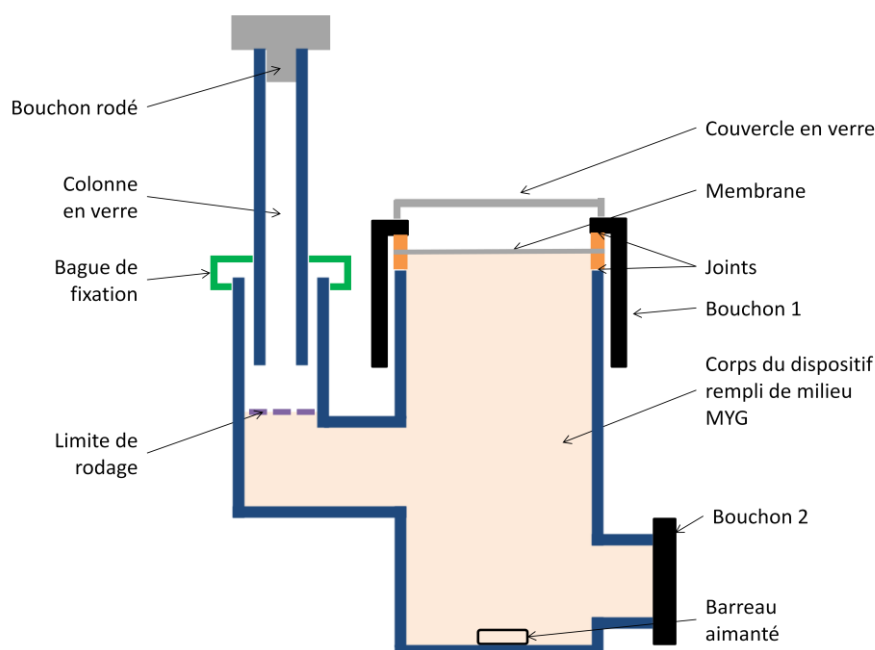 Bouchon rodé
Colonne
en verre
Bague de
fixation
Limite de
rodage
Couvercle en verre
Membrane
Joints
Bouchon 1
Corps du dispositif
rempli de milieu
MYG
Bouchon 2
Barreau
aimanté